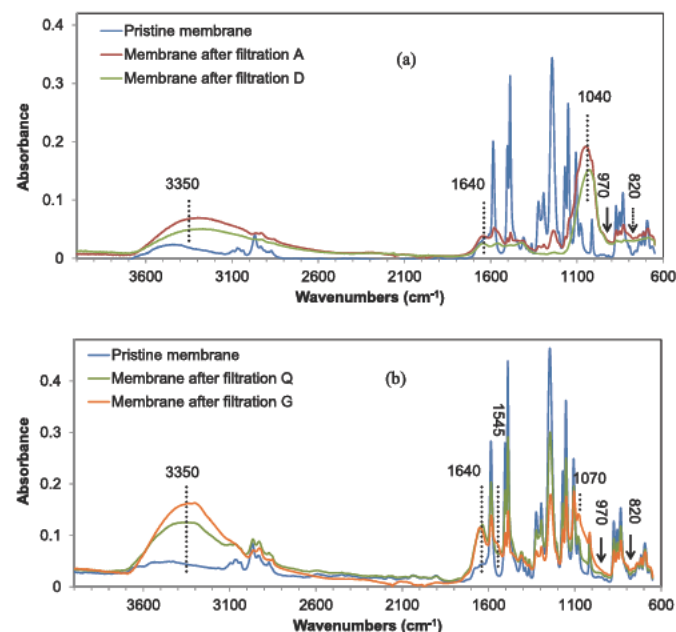 0.4
Pristine membrane
Membrane after filtration A
Membrane after filtration D
(a)
0.3
Absorbance
0.2
0.1
0
3350
1640
1040
970
820
3600 3100 2600 2100 1600 1100 600
Wavenumbers (cm⁻¹)
Pristine membrane
Membrane after filtration Q
Membrane after filtration G
(b)
0.4
0.3
Absorbance
0.2
0.1
0
3350
1640
1545
1070
970
820
3600 3100 2600 2100 1600 1100 600
Wavenumbers (cm⁻¹)